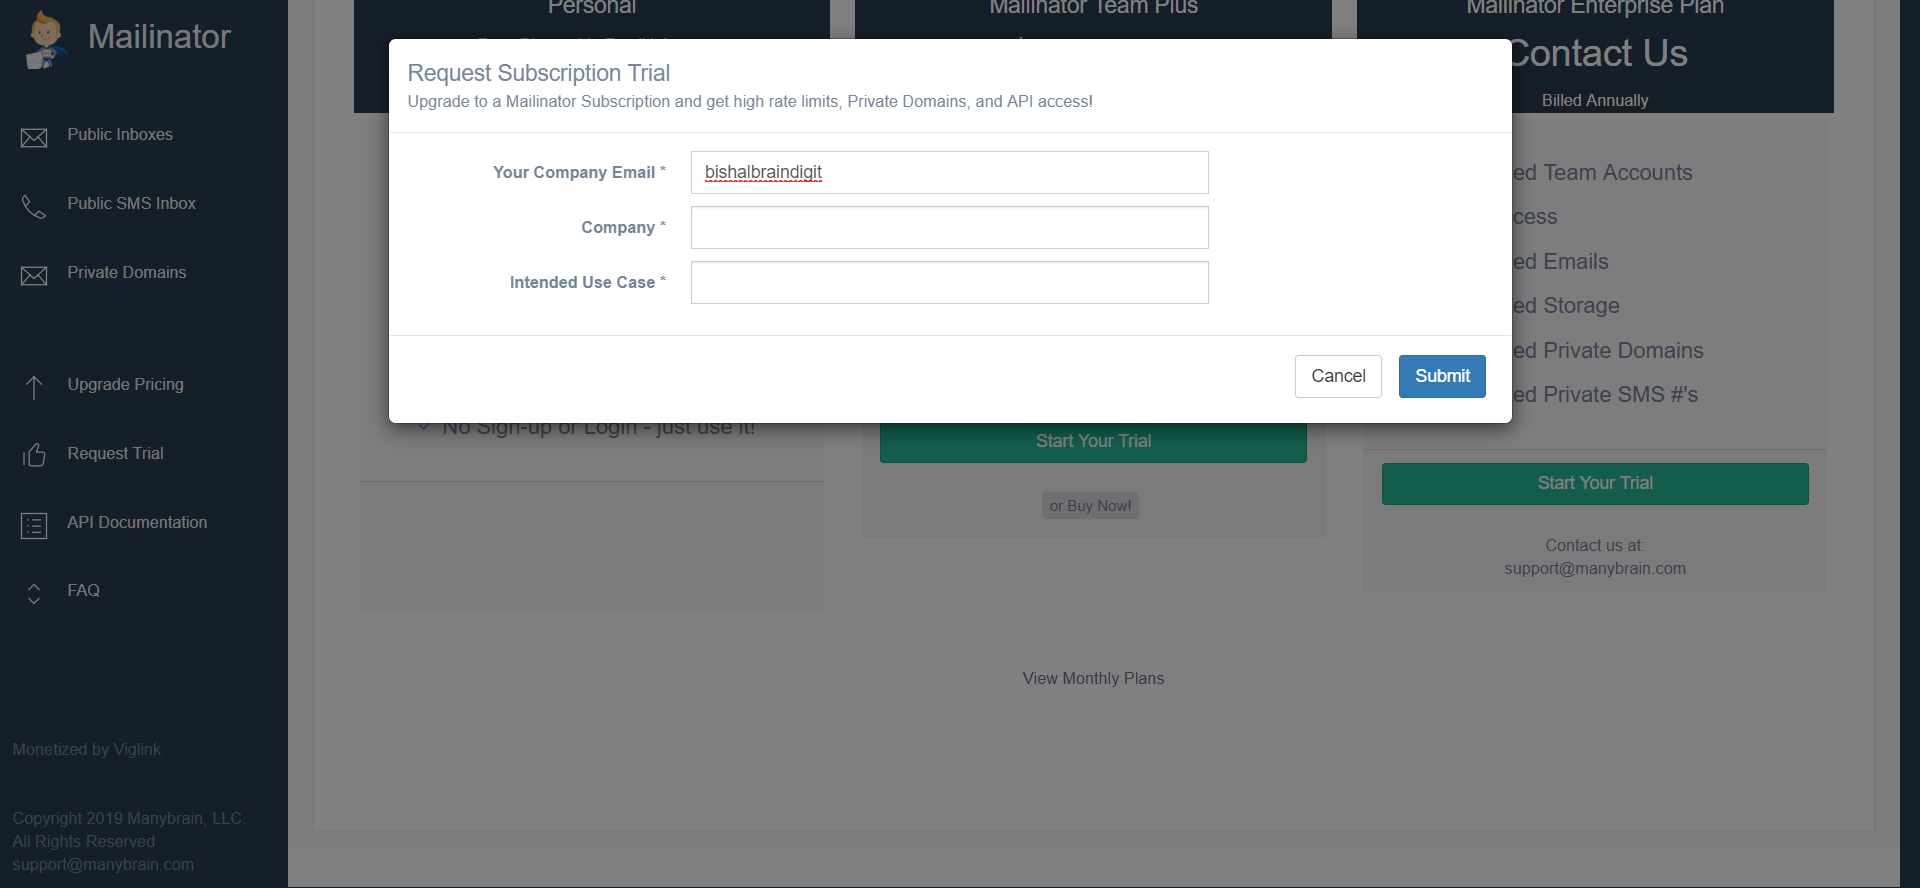 Mailinator
Public Inboxes
Public SMS Inbox
Private Domains
Upgrade Pricing
Request Trial
API Documentation
FAQ
Monetized by Viglink
Copyright 2019 Manybrain, LLC.
All Rights Reserved
support@manybrain.com
Personal
Mailinator Team Plus
Mailinator Enterprise Plan
Contact Us
Billed Annually
Request Subscription Trial
Upgrade to a Mailinator Subscription and get high rate limits, Private Domains, and API access!
Your Company Email *
bishalbraindigit
Company *
Intended Use Case *
Cancel
Submit
ed Team Accounts
cess
ed Emails
ed Storage
ed Private Domains
ed Private SMS #'s
No Sign-up or Login - just use it!
Start Your Trial
or Buy Now!
Start Your Trial
Contact us at:
support@manybrain.com
View Monthly Plans